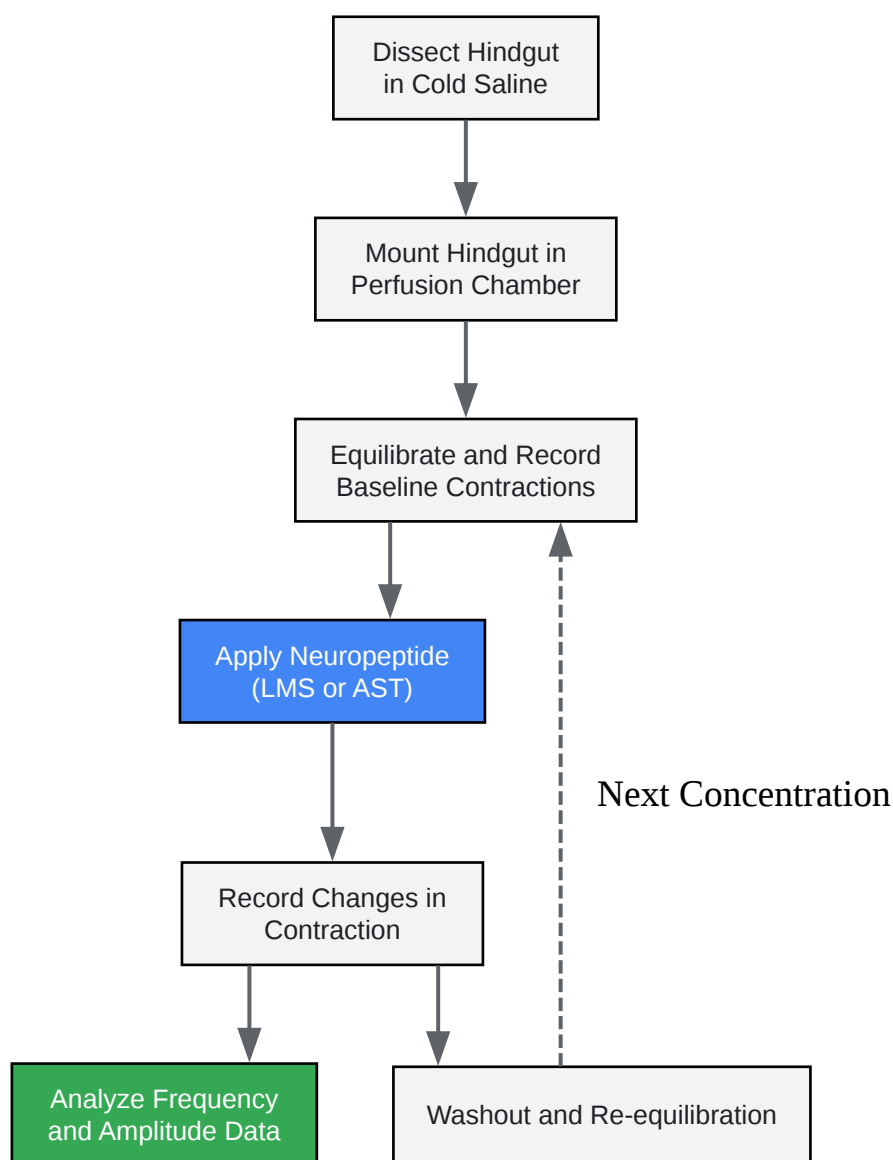 Dissect Hindgut
in Cold Saline
Mount Hindgut in
Perfusion Chamber
Equilibrate and Record
Baseline Contractions
Apply Neuropeptide
(LMS or AST)
Next Concentration
Record Changes in
Contraction
Analyze Frequency
and Amplitude Data
Washout and Re-equilibration